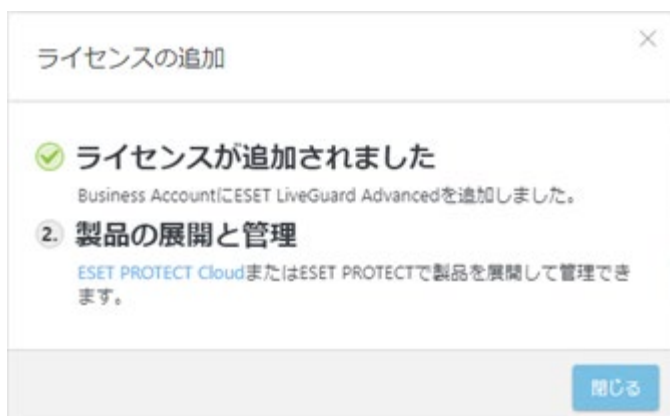 ライセンスの追加
ライセンスが追加されました
Business AccountにESET LiveGuard Advancedを追加しました。
2. 製品の展開と管理
ESET PROTECT CloudまたはESET PROTECTで製品を展開して管理でき
ます。
閉じる